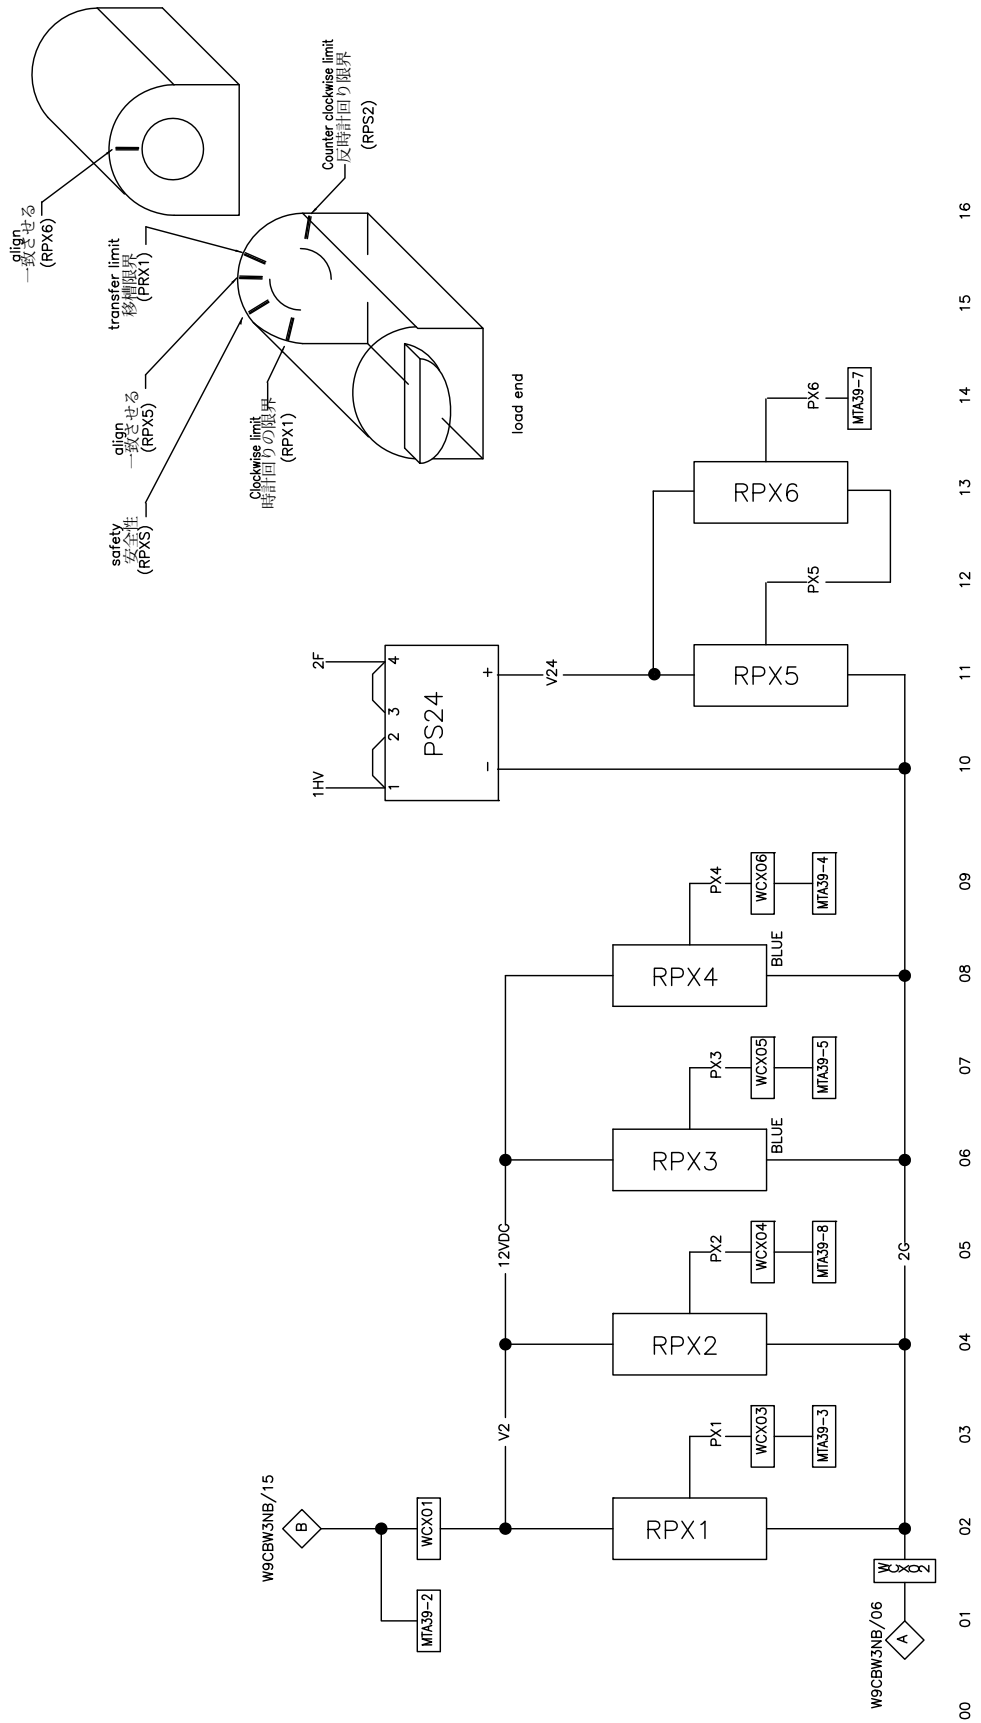 align
一致させる
(RPX6)
transfer limit
移槽限界
(PRX1)
align
一致させる
(RPX5)
safety
安全性
(RPXS)
Clockwise limit
時計回りの限界
(RPX1)
Counter clockwise limit
反時計回り限界
(RPS2)
load end
1HV
2F
1
2
3
4
PS24
-
+
V24
RPX5
PX5
RPX6
PX6
MTA39-7
W9CBW3NB/15
B
MTA39-2
WCX01
V2
12VDC
RPX1
PX1
WCX03
MTA39-3
RPX2
PX2
WCX04
MTA39-8
RPX3
BLUE
PX3
WCX05
MTA39-5
RPX4
BLUE
PX4
WCX06
MTA39-4
W9CBW3NB/06
A
WCX02
2G
00
01
02
03
04
05
06
07
08
09
10
11
12
13
14
15
16